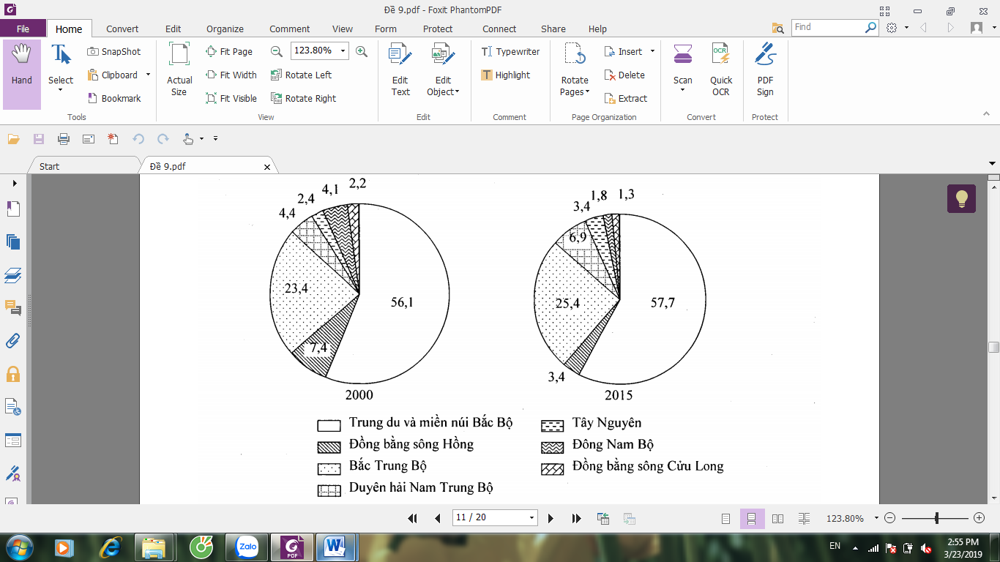 Đề 9.pdf - Foxit PhantomPDF
File Home Convert Edit Organize Comment View Form Protect Connect Share Help Find
Hand
Select
SnapShot
Clipboard
Bookmark
Tools
Actual Size
Fit Page
Fit Width
Fit Visible
123.80%
Rotate Left
Rotate Right
View
Edit Text
Edit Object
Edit
Typewriter
Highlight
Comment
Rotate Pages
Insert
Delete
Extract
Page Organization
Scan
Quick OCR
OCR
Convert
PDF Sign
Protect
Start Đề 9.pdf
4,4 2,4 4,1 2,2
23,4 56,1
7,4
2000
3,4 1,8 1,3
6,9
25,4 57,7
3,4
2015
Trung du và miền núi Bắc Bộ
Đồng bằng sông Hồng
Bắc Trung Bộ
Duyên hải Nam Trung Bộ
Tây Nguyên
Đông Nam Bộ
Đồng bằng sông Cửu Long
11 / 20
123.80%
Zalo
PDF
W
EN
2:55 PM
3/23/2019